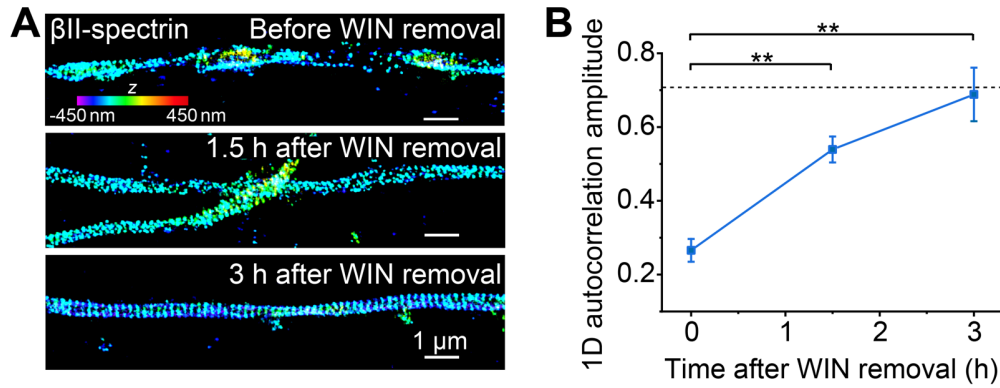 A
βII-spectrin
Before WIN removal
z
-450 nm
450 nm
1.5 h after WIN removal
3 h after WIN removal
1 μm
B
1D autocorrelation amplitude
0.8
0.6
0.4
0.2
**
**
0
1
2
3
Time after WIN removal (h)